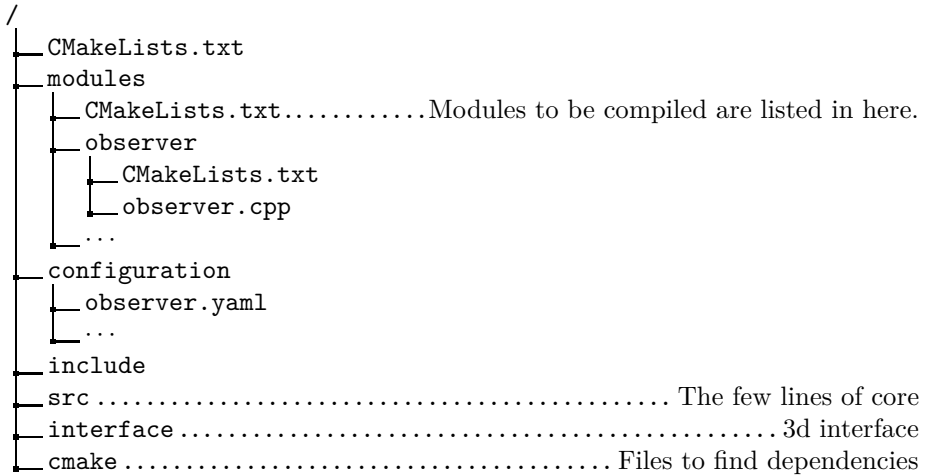 /
CMakeLists.txt
modules
CMakeLists.txt............Modules to be compiled are listed in here.
observer
CMakeLists.txt
observer.cpp
...
configuration
observer.yaml
...
include
src ................................................ The few lines of core
interface .................................................. 3d interface
cmake ......................................... Files to find dependencies